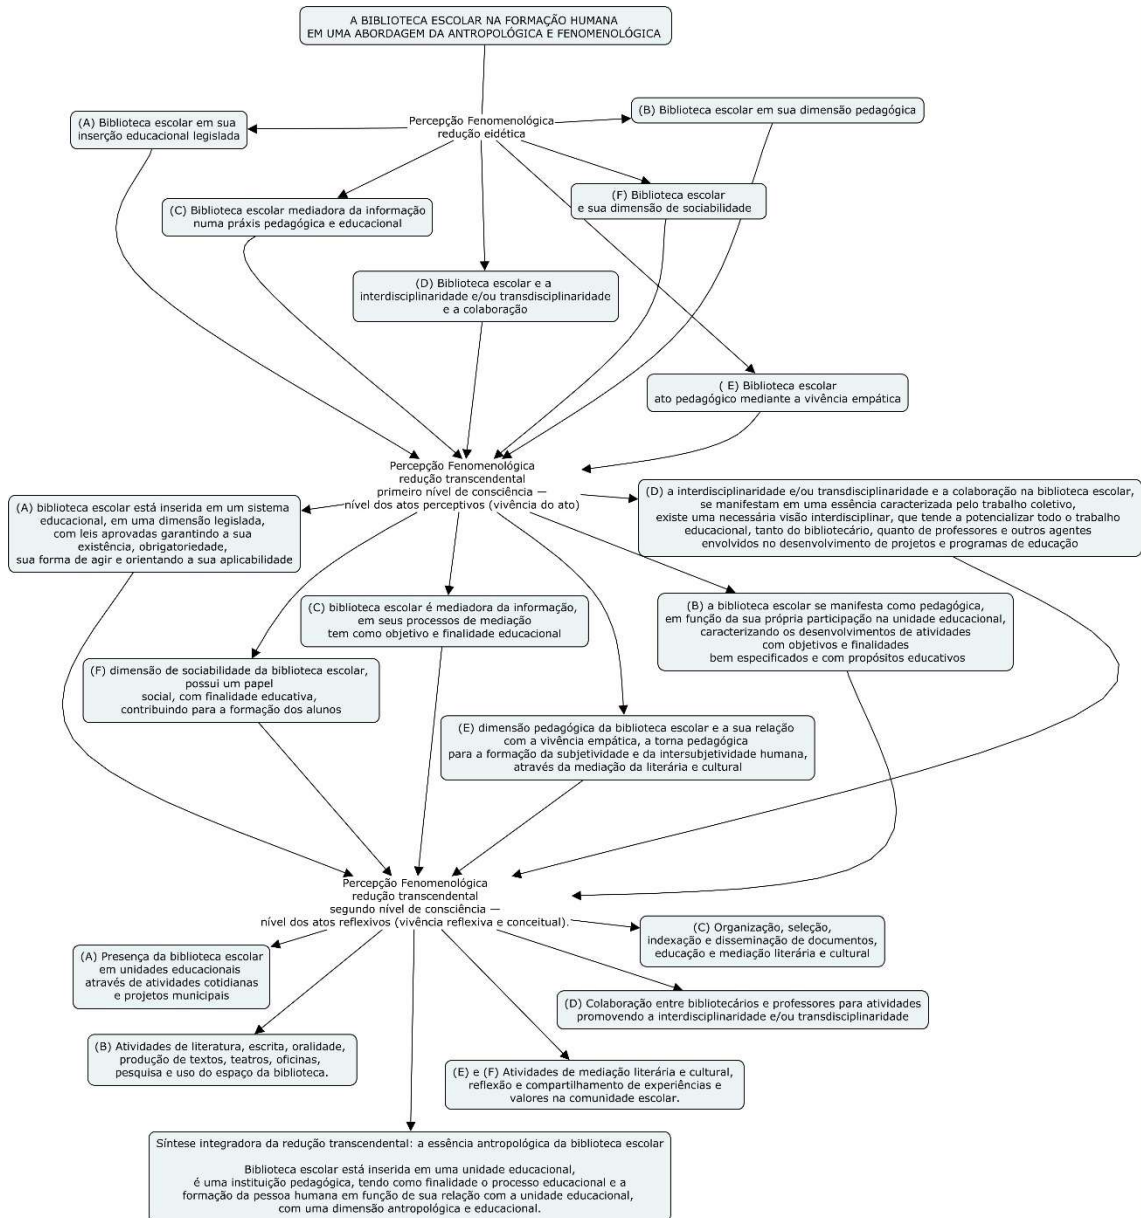 A BIBLIOTECA ESCOLAR NA FORMAÇÃO HUMANA
EM UMA ABORDAGEM DA ANTROPOLÓGICA E FENOMENOLÓGICA
(A) Biblioteca escolar em sua
inserção educacional legislada
Percepção Fenomenológica
redução eidética
(B) Biblioteca escolar em sua dimensão pedagógica
(C) Biblioteca escolar mediadora da informação
numa práxis pedagógica e educacional
(F) Biblioteca escolar
e sua dimensão de sociabilidade
(D) Biblioteca escolar e a
interdisciplinaridade e/ou transdisciplinaridade
e a colaboração
( E) Biblioteca escolar
ato pedagógico mediante a vivência empática
Percepção Fenomenológica
redução transcendental
primeiro nível de consciência —
nível dos atos perceptivos (vivência do ato)
(A) biblioteca escolar está inserida em um sistema
educacional, em uma dimensão legislada,
com leis aprovadas garantindo a sua
existência, obrigatoriedade,
sua forma de agir e orientando a sua aplicabilidade
(D) a interdisciplinaridade e/ou transdisciplinaridade e a colaboração na biblioteca escolar,
se manifestam em uma essência caracterizada pelo trabalho coletivo,
existe uma necessária visão interdisciplinar, que tende a potencializar todo o trabalho
educacional, tanto do bibliotecário, quanto de professores e outros agentes
envolvidos no desenvolvimento de projetos e programas de educação
(C) biblioteca escolar é mediadora da informação,
em seus processos de mediação
tem como objetivo e finalidade educacional
(B) a biblioteca escolar se manifesta como pedagógica,
em função da sua própria participação na unidade educacional,
caracterizando os desenvolvimentos de atividades
com objetivos e finalidades
bem especificados e com propósitos educativos
(F) dimensão de sociabilidade da biblioteca escolar,
possui um papel
social, com finalidade educativa,
contribuindo para a formação dos alunos
(E) dimensão pedagógica da biblioteca escolar e a sua relação
com a vivência empática, a torna pedagógica
para a formação da subjetividade e da intersubjetividade humana,
através da mediação da literária e cultural
Percepção Fenomenológica
redução transcendental
segundo nível de consciência —
nível dos atos reflexivos (vivência reflexiva e conceitual).
(A) Presença da biblioteca escolar
em unidades educacionais
através de atividades cotidianas
e projetos municipais
(C) Organização, seleção,
indexação e disseminação de documentos,
educação e mediação literária e cultural
(D) Colaboração entre bibliotecários e professores para atividades
promovendo a interdisciplinaridade e/ou transdisciplinaridade
(B) Atividades de literatura, escrita, oralidade,
produção de textos, teatros, oficinas,
pesquisa e uso do espaço da biblioteca.
(E) e (F) Atividades de mediação literária e cultural,
reflexão e compartilhamento de experiências e
valores na comunidade escolar.
Síntese integradora da redução transcendental: a essência antropológica da biblioteca escolar
Biblioteca escolar está inserida em uma unidade educacional,
é uma instituição pedagógica, tendo como finalidade o processo educacional e a
formação da pessoa humana em função de sua relação com a unidade educacional,
com uma dimensão antropológica e educacional.